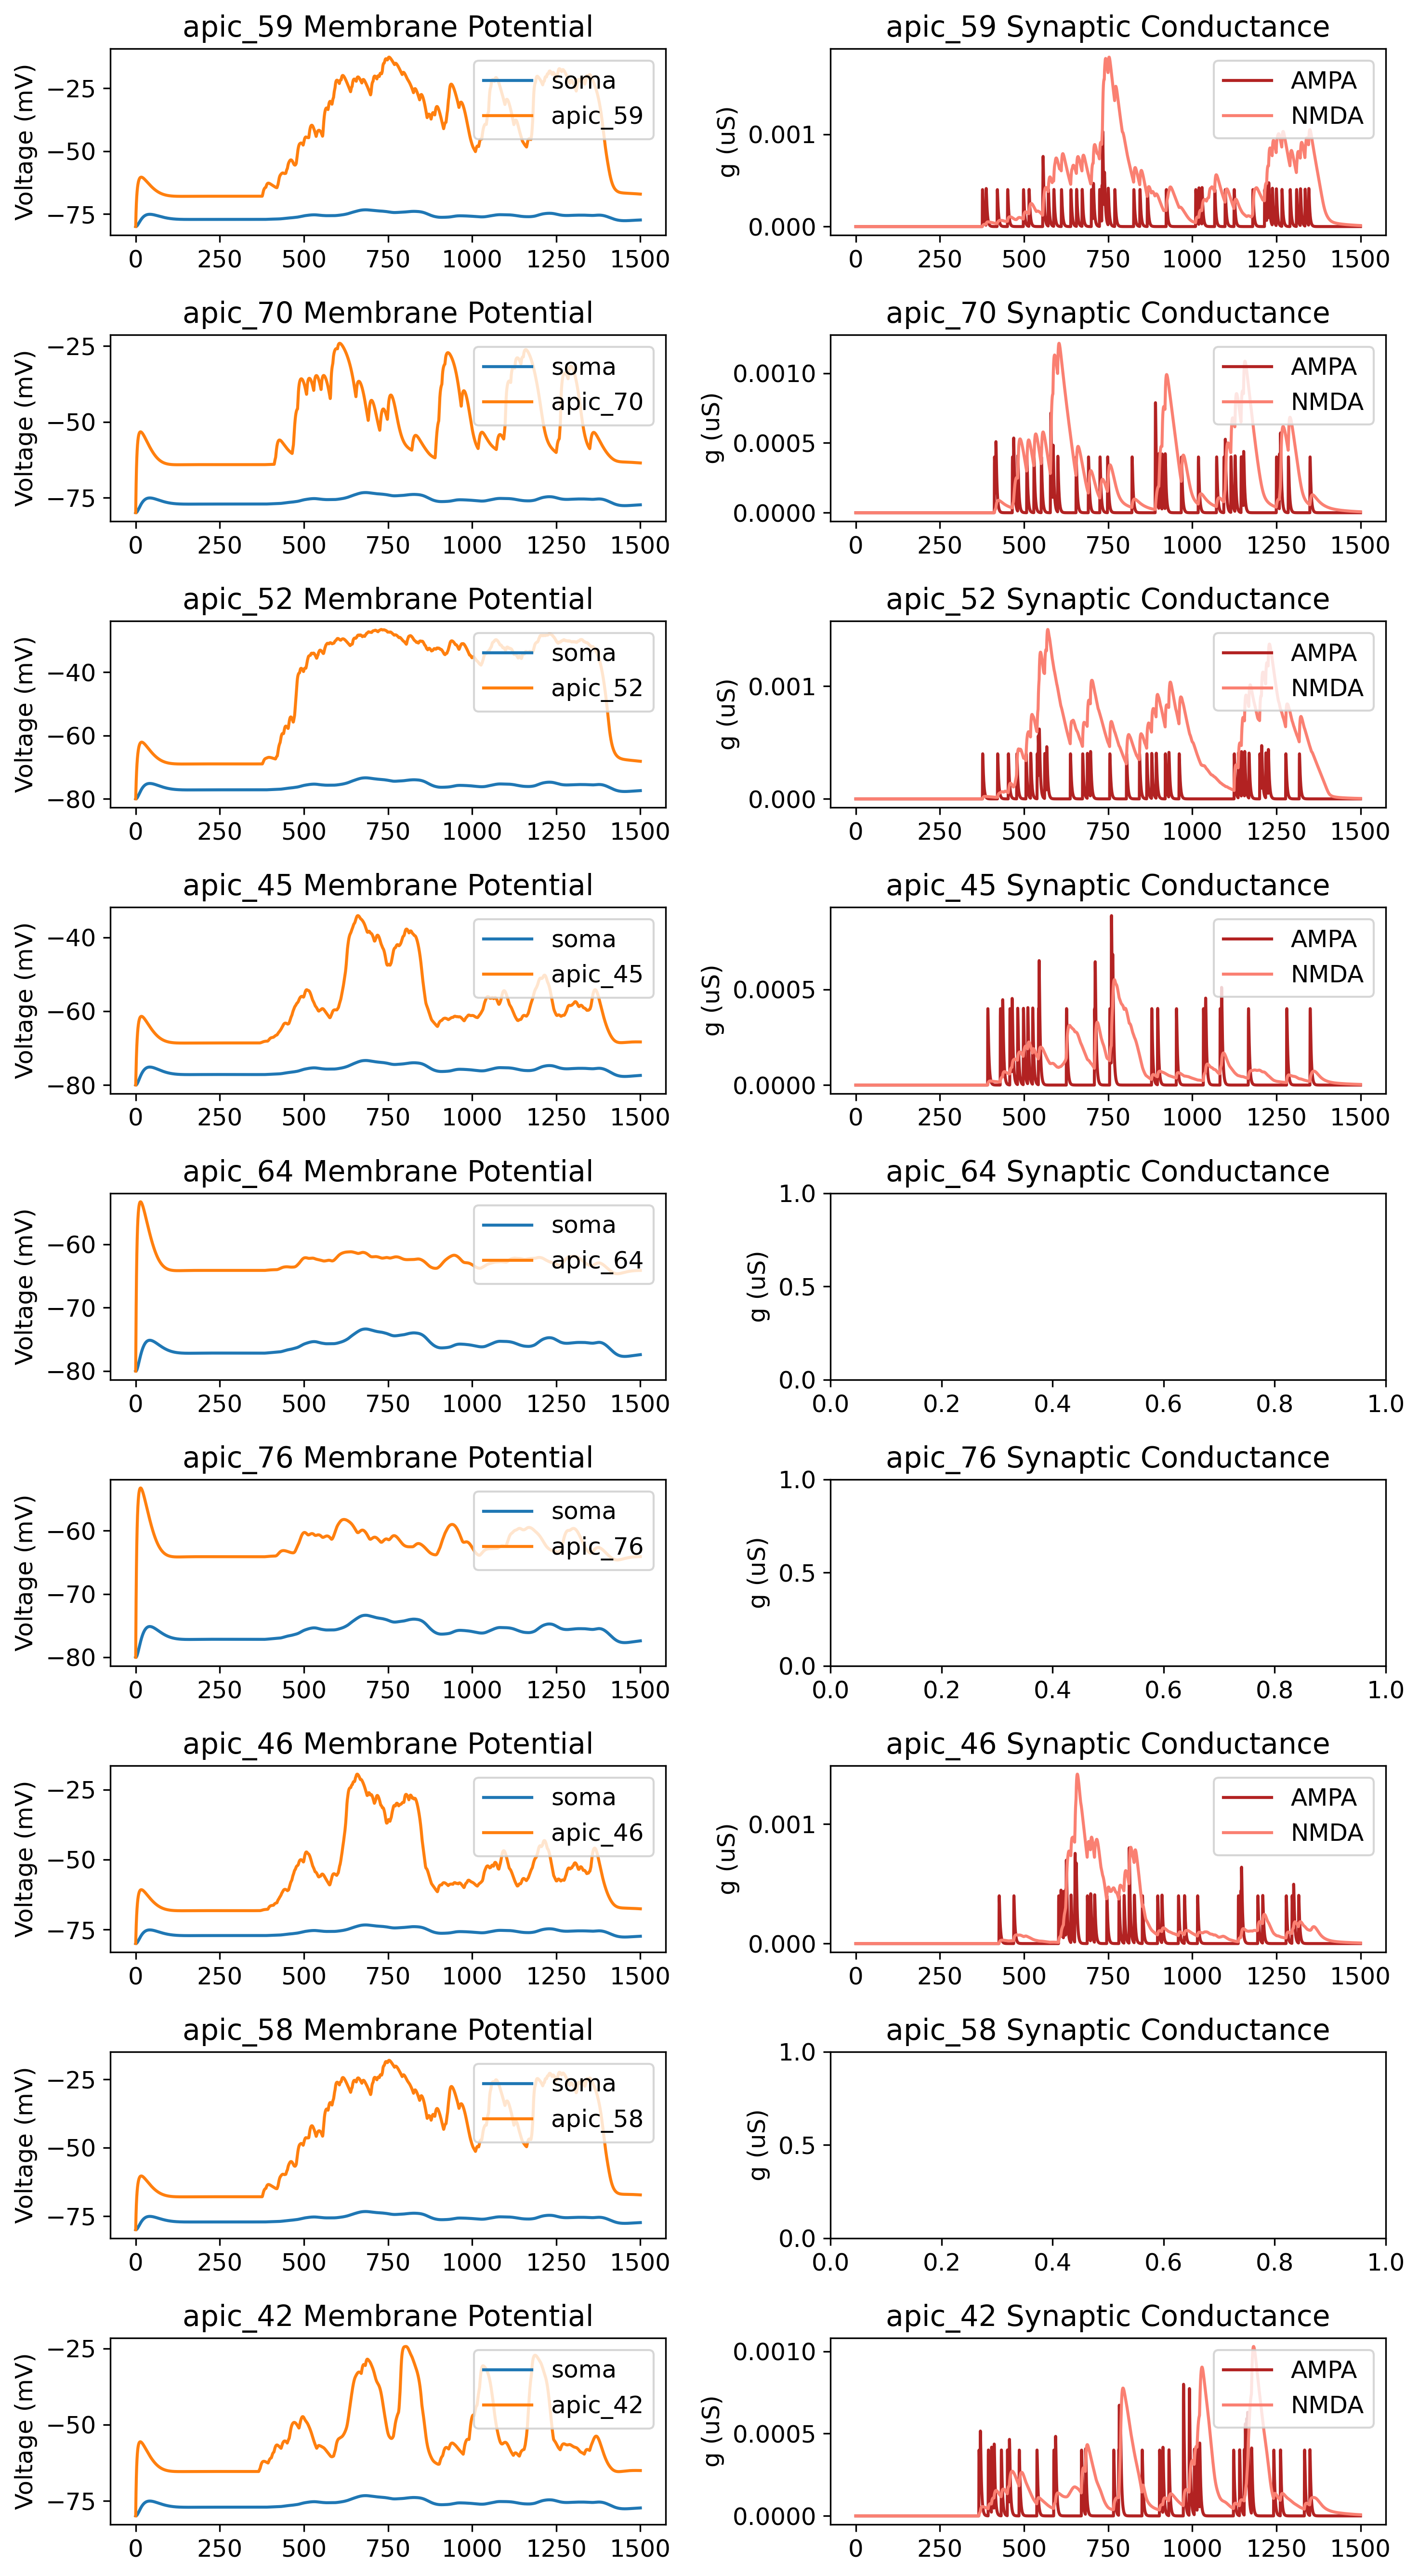 apic_59 Membrane Potential
apic_59 Synaptic Conductance
Voltage (mV)
−25
−50
−75
soma
apic_59
0 250 500 750 1000 1250 1500
g (uS)
0.001
0.000
AMPA
NMDA
0 250 500 750 1000 1250 1500
apic_70 Membrane Potential
apic_70 Synaptic Conductance
Voltage (mV)
−25
−50
−75
soma
apic_70
0 250 500 750 1000 1250 1500
g (uS)
0.0010
0.0005
0.0000
AMPA
NMDA
0 250 500 750 1000 1250 1500
apic_52 Membrane Potential
apic_52 Synaptic Conductance
Voltage (mV)
−40
−60
−80
soma
apic_52
0 250 500 750 1000 1250 1500
g (uS)
0.001
0.000
AMPA
NMDA
0 250 500 750 1000 1250 1500
apic_45 Membrane Potential
apic_45 Synaptic Conductance
Voltage (mV)
−40
−60
−80
soma
apic_45
0 250 500 750 1000 1250 1500
g (uS)
0.0005
0.0000
AMPA
NMDA
0 250 500 750 1000 1250 1500
apic_64 Membrane Potential
apic_64 Synaptic Conductance
Voltage (mV)
−60
−70
−80
soma
apic_64
0 250 500 750 1000 1250 1500
g (uS)
1.0
0.5
0.0
0.0 0.2 0.4 0.6 0.8 1.0
apic_76 Membrane Potential
apic_76 Synaptic Conductance
Voltage (mV)
−60
−70
−80
soma
apic_76
0 250 500 750 1000 1250 1500
g (uS)
1.0
0.5
0.0
0.0 0.2 0.4 0.6 0.8 1.0
apic_46 Membrane Potential
apic_46 Synaptic Conductance
Voltage (mV)
−25
−50
−75
soma
apic_46
0 250 500 750 1000 1250 1500
g (uS)
0.001
0.000
AMPA
NMDA
0 250 500 750 1000 1250 1500
apic_58 Membrane Potential
apic_58 Synaptic Conductance
Voltage (mV)
−25
−50
−75
soma
apic_58
0 250 500 750 1000 1250 1500
g (uS)
1.0
0.5
0.0
0.0 0.2 0.4 0.6 0.8 1.0
apic_42 Membrane Potential
apic_42 Synaptic Conductance
Voltage (mV)
−25
−50
−75
soma
apic_42
0 250 500 750 1000 1250 1500
g (uS)
0.0010
0.0005
0.0000
AMPA
NMDA
0 250 500 750 1000 1250 1500